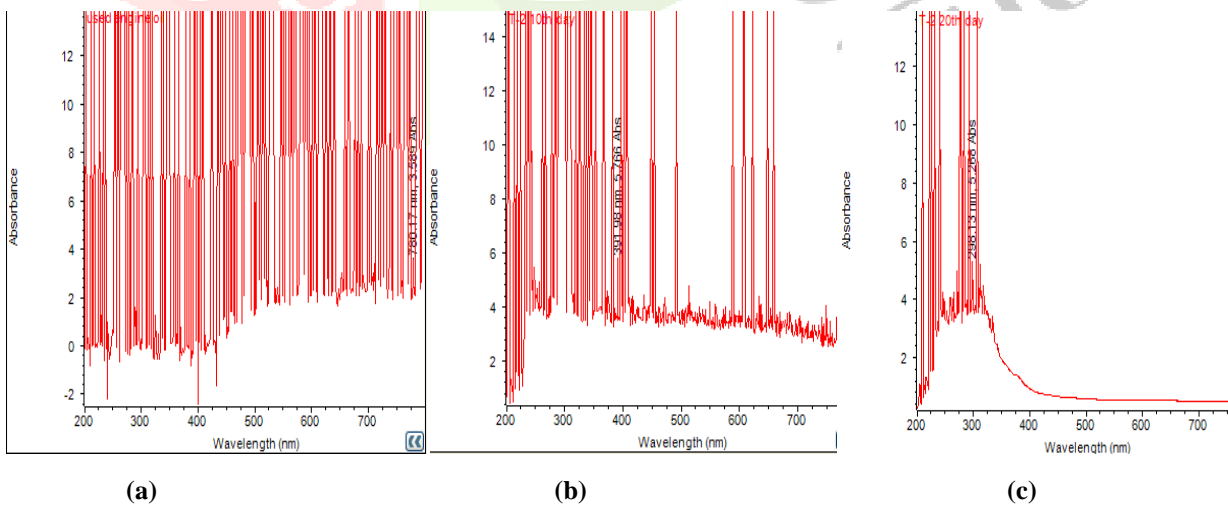 used engine oi
14
12
10
8
6
4
2
0
-2
200
300
400
500
600
700
Absorbance
Wavelength (nm)
780.17 nm, 3.589 Abs
T-2 10th day
14
12
10
8
6
4
2
200
300
400
500
600
700
Absorbance
Wavelength (nm)
391.98 nm, 5.766 Abs
T-2 20th day
12
10
8
6
4
2
200
300
400
500
600
700
Absorbance
Wavelength (nm)
298.13 nm, 5.268 Abs
(a)
(b)
(c)